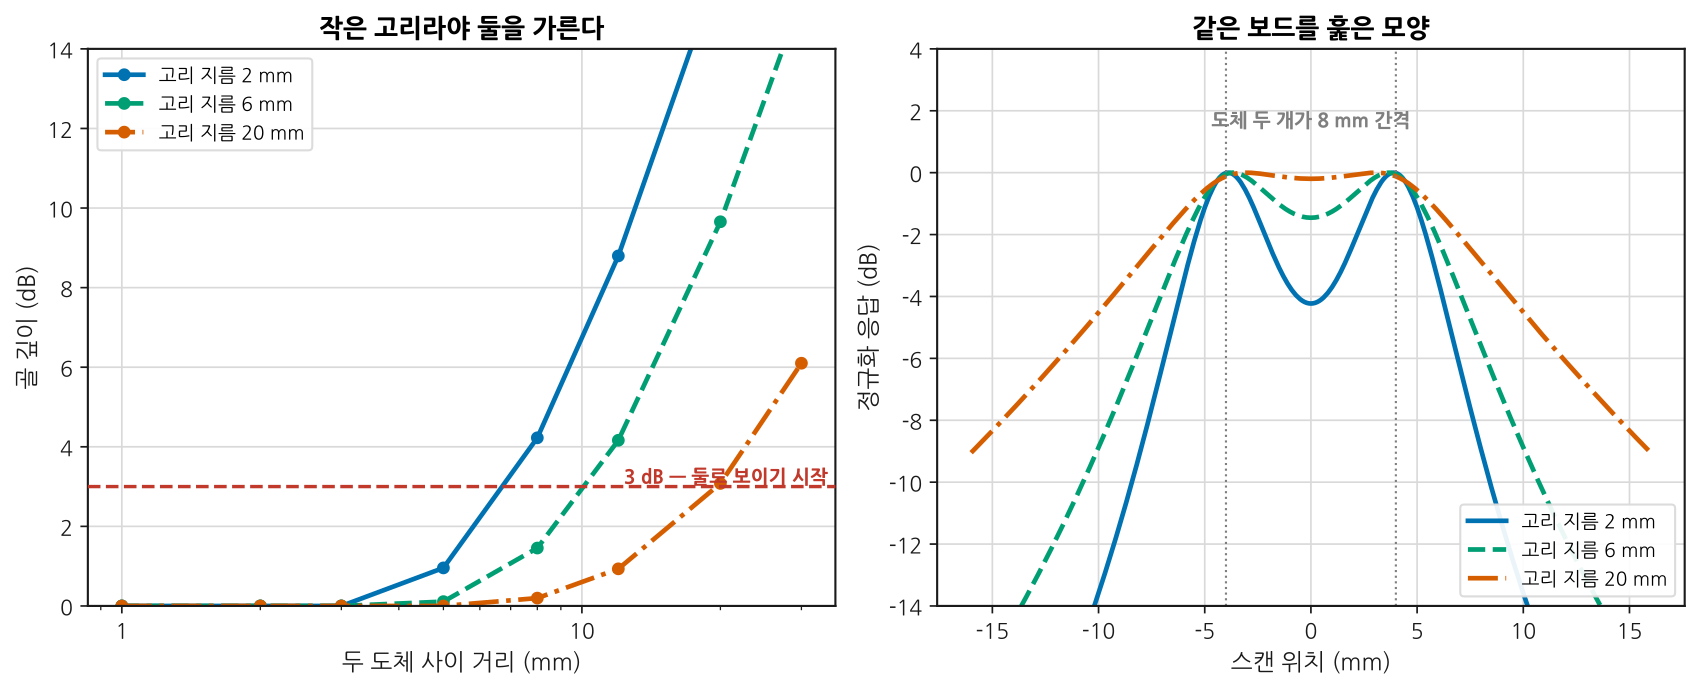 작은 고리라야 둘을 가른다
골 깊이 (dB)
14
12
10
8
6
4
2
0
고리 지름 2 mm
고리 지름 6 mm
고리 지름 20 mm
3 dB — 둘로 보이기 시작
1
10
두 도체 사이 거리 (mm)
같은 보드를 훑은 모양
정규화 응답 (dB)
4
2
0
-2
-4
-6
-8
-10
-12
-14
도체 두 개가 8 mm 간격
고리 지름 2 mm
고리 지름 6 mm
고리 지름 20 mm
-15
-10
-5
0
5
10
15
스캔 위치 (mm)